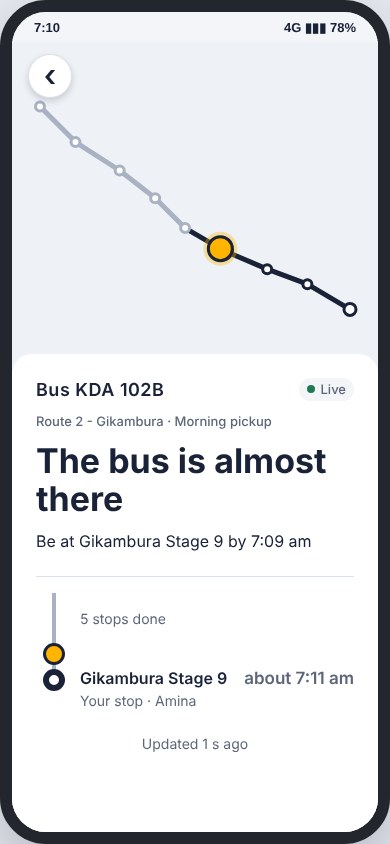 7:10
4G 78%
Bus KDA 102B
Live
Route 2 - Gikambura · Morning pickup
The bus is almost
there
Be at Gikambura Stage 9 by 7:09 am
5 stops done
Gikambura Stage 9 about 7:11 am
Your stop · Amina
Updated 1 s ago